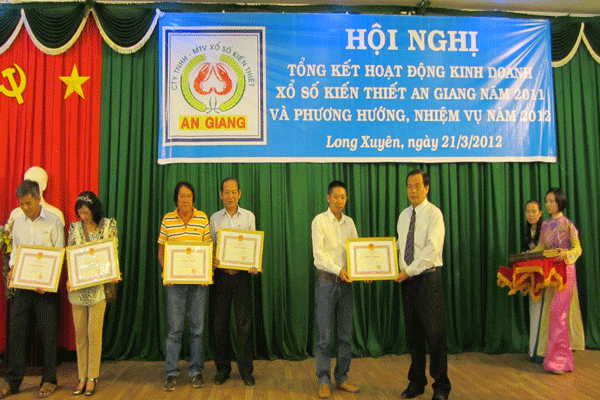 CTY TNHH - MTV XỔ SỐ KIẾN THIẾT
AN GIANG
HỘI NGHỊ
TỔNG KẾT HOẠT ĐỘNG KINH DOANH
XỔ SỐ KIẾN THIẾT AN GIANG NĂM 2011
VÀ PHƯƠNG HƯỚNG, NHIỆM VỤ NĂM 2012
Long Xuyên, ngày 21/3/2012